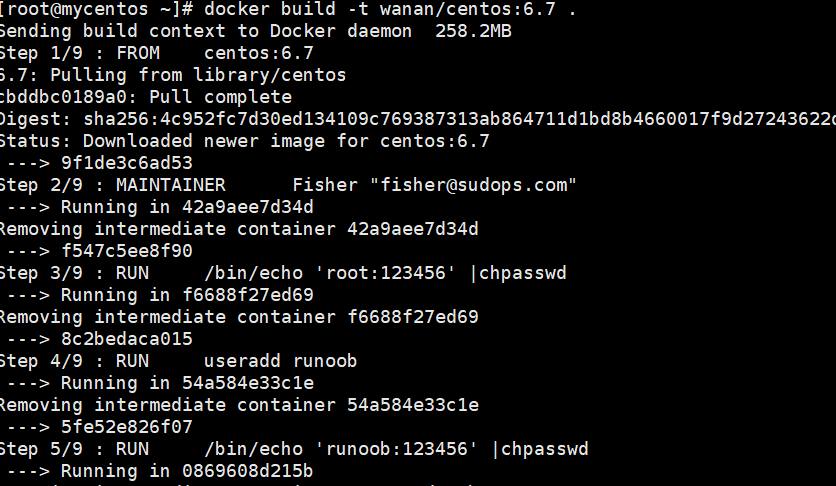 [root@mycentos ~]# docker build -t wanan/centos:6.7 .
Sending build context to Docker daemon  258.2MB
Step 1/9 : FROM    centos:6.7
6.7: Pulling from library/centos
cbddbc0189a0: Pull complete
Digest: sha256:4c952fc7d30ed134109c769387313ab864711d1bd8b4660017f9d27243622d
Status: Downloaded newer image for centos:6.7
 ---> 9f1de3c6ad53
Step 2/9 : MAINTAINER      Fisher "fisher@sudops.com"
 ---> Running in 42a9aee7d34d
Removing intermediate container 42a9aee7d34d
 ---> f547c5ee8f90
Step 3/9 : RUN     /bin/echo 'root:123456' |chpasswd
 ---> Running in f6688f27ed69
Removing intermediate container f6688f27ed69
 ---> 8c2bedaca015
Step 4/9 : RUN     useradd runoob
 ---> Running in 54a584e33c1e
Removing intermediate container 54a584e33c1e
 ---> 5fe52e826f07
Step 5/9 : RUN     /bin/echo 'runoob:123456' |chpasswd
 ---> Running in 0869608d215b